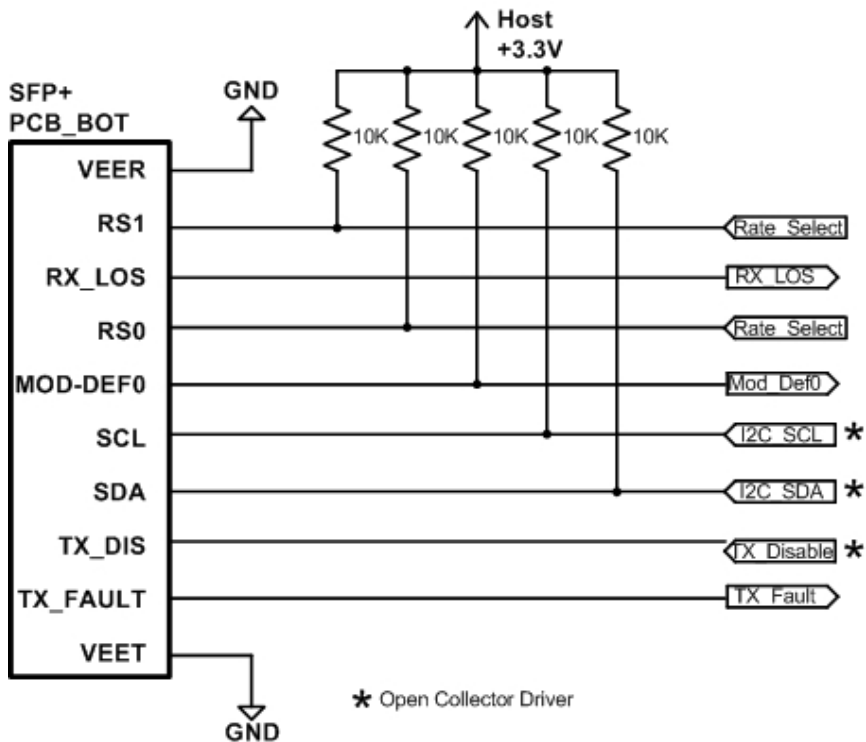 Host
+3.3V
SFP+
PCB_BOT
GND
10K
10K
10K
10K
10K
VEER
RS1
Rate_Select
RX_LOS
RX_LOS
RS0
Rate_Select
MOD-DEF0
Mod_Def0
SCL
I2C_SCL *
SDA
I2C_SDA *
TX_DIS
TX_Disable *
TX_FAULT
TX_Fault
VEET
GND
* Open Collector Driver